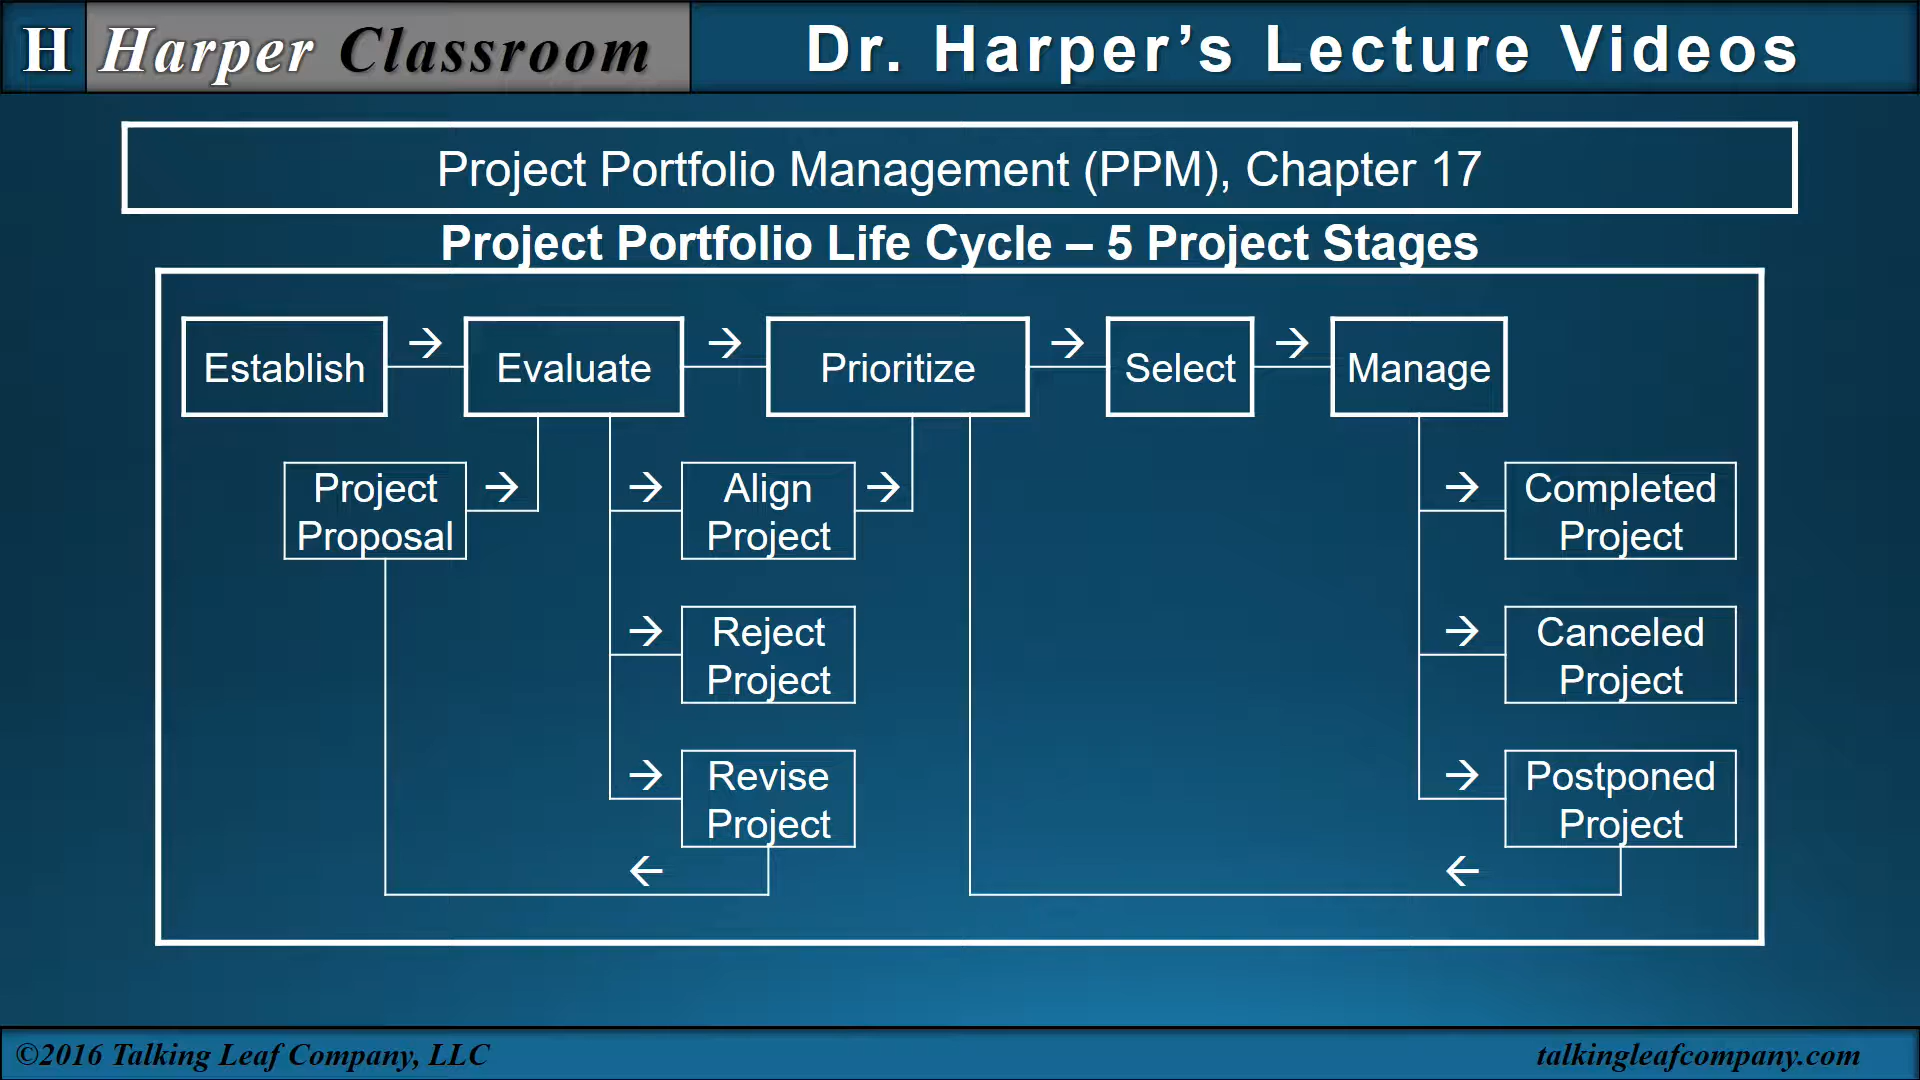 H Harper Classroom
Dr. Harper’s Lecture Videos
Project Portfolio Management (PPM), Chapter 17
Project Portfolio Life Cycle – 5 Project Stages
Establish → Evaluate → Prioritize → Select → Manage
Project
Proposal
→
→
Align
Project
→
→
Completed
Project
→
Reject
Project
→
Canceled
Project
→
Revise
Project
→
Postponed
Project
←
←
©2016 Talking Leaf Company, LLC
talkingleafcompany.com